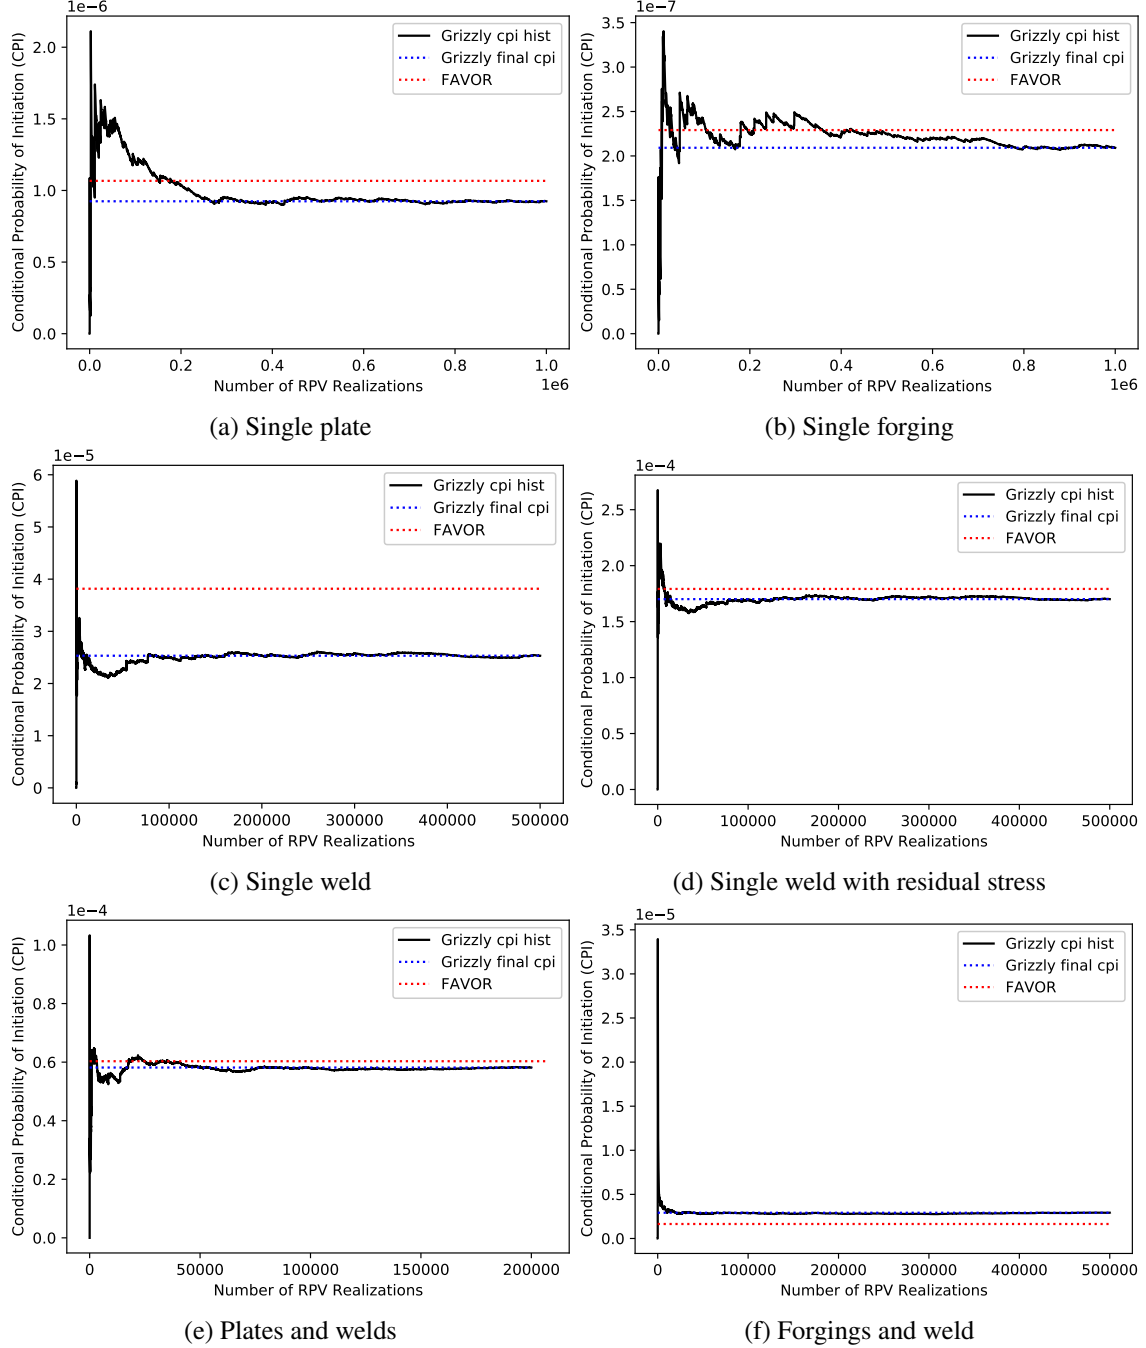 1e−6
Conditional Probability of Initiation (CPI)
2.0
1.5
1.0
0.5
0.0
Grizzly cpi hist
Grizzly final cpi
FAVOR
0.0 0.2 0.4 0.6 0.8 1.0
Number of RPV Realizations
1e6
(a) Single plate
1e−7
Conditional Probability of Initiation (CPI)
3.5
3.0
2.5
2.0
1.5
1.0
0.5
0.0
Grizzly cpi hist
Grizzly final cpi
FAVOR
0.0 0.2 0.4 0.6 0.8 1.0
Number of RPV Realizations
1e6
(b) Single forging
1e−5
Conditional Probability of Initiation (CPI)
6
5
4
3
2
1
0
Grizzly cpi hist
Grizzly final cpi
FAVOR
0 100000 200000 300000 400000 500000
Number of RPV Realizations
(c) Single weld
1e−4
Conditional Probability of Initiation (CPI)
2.5
2.0
1.5
1.0
0.5
0.0
Grizzly cpi hist
Grizzly final cpi
FAVOR
0 100000 200000 300000 400000 500000
Number of RPV Realizations
(d) Single weld with residual stress
1e−4
Conditional Probability of Initiation (CPI)
1.0
0.8
0.6
0.4
0.2
0.0
Grizzly cpi hist
Grizzly final cpi
FAVOR
0 50000 100000 150000 200000
Number of RPV Realizations
(e) Plates and welds
1e−5
Conditional Probability of Initiation (CPI)
3.5
3.0
2.5
2.0
1.5
1.0
0.5
0.0
Grizzly cpi hist
Grizzly final cpi
FAVOR
0 100000 200000 300000 400000 500000
Number of RPV Realizations
(f) Forgings and weld